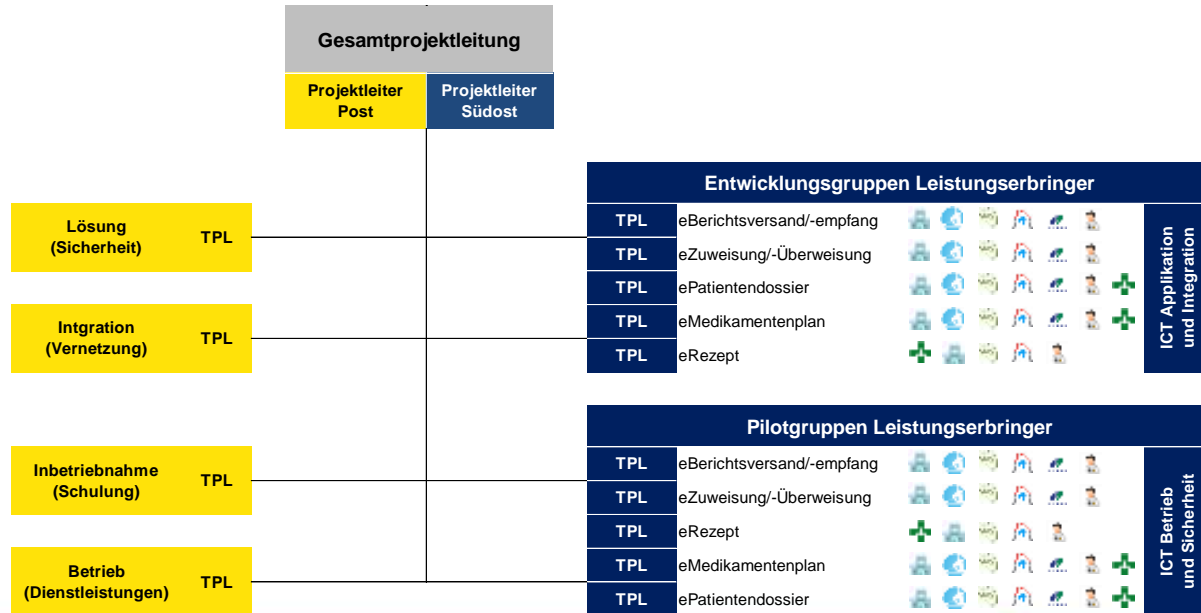 Gesamtprojektleitung
Projektleiter
Post
Projektleiter
Südost
Lösung
(Sicherheit)
TPL
Intgration
(Vernetzung)
TPL
Inbetriebnahme
(Schulung)
TPL
Betrieb
(Dienstleistungen)
TPL
Entwicklungsgruppen Leistungserbringer
TPL eBerichtsversand/-empfang
TPL eZuweisung/-Überweisung
TPL ePatientendossier
TPL eMedikamentenplan
TPL eRezept
ICT Applikation
und Integration
Pilotgruppen Leistungserbringer
TPL eBerichtsversand/-empfang
TPL eZuweisung/-Überweisung
TPL eRezept
TPL eMedikamentenplan
TPL ePatientendossier
ICT Betrieb
und Sicherheit